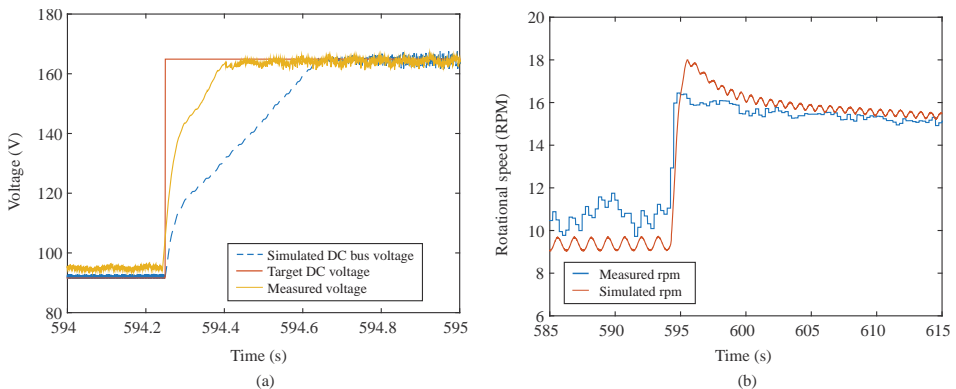 180
160
140
120
100
80
Voltage (V)
Simulated DC bus voltage
Target DC voltage
Measured voltage
594 594.2 594.4 594.6 594.8 595
Time (s)
(a)
20
18
16
14
12
10
8
6
Rotational speed (RPM)
Measured rpm
Simulated rpm
585 590 595 600 605 610 615
Time (s)
(b)